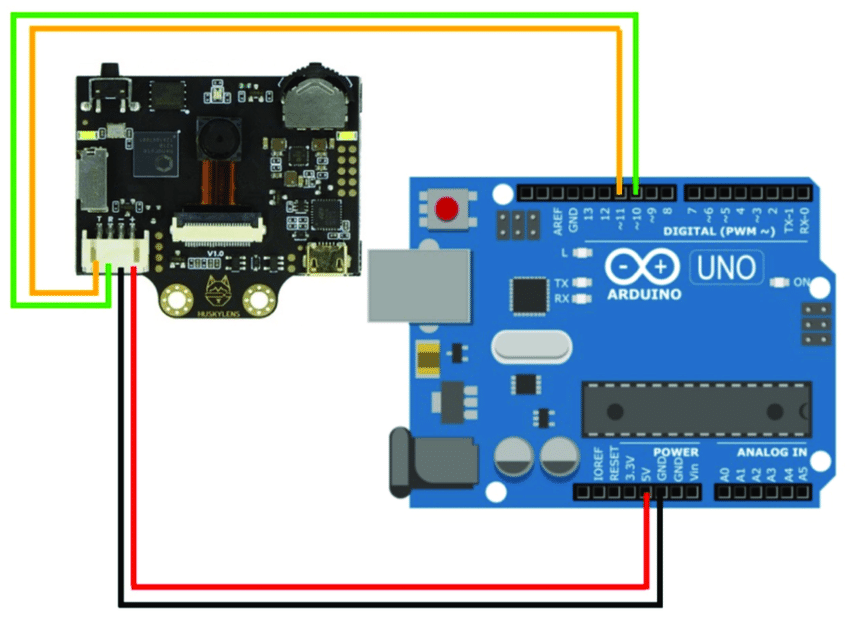 T R - +
V1.0
HUSKYLENS
AREF
GND
13
12
~11
~10
~9
8
7
~6
~5
4
~3
2
TX-1
RX-0
DIGITAL (PWM ~)
L
TX
RX
UNO
ARDUINO
ON
POWER
ANALOG IN
IOREF
RESET
3.3V
5V
GND
GND
Vin
A0
A1
A2
A3
A4
A5